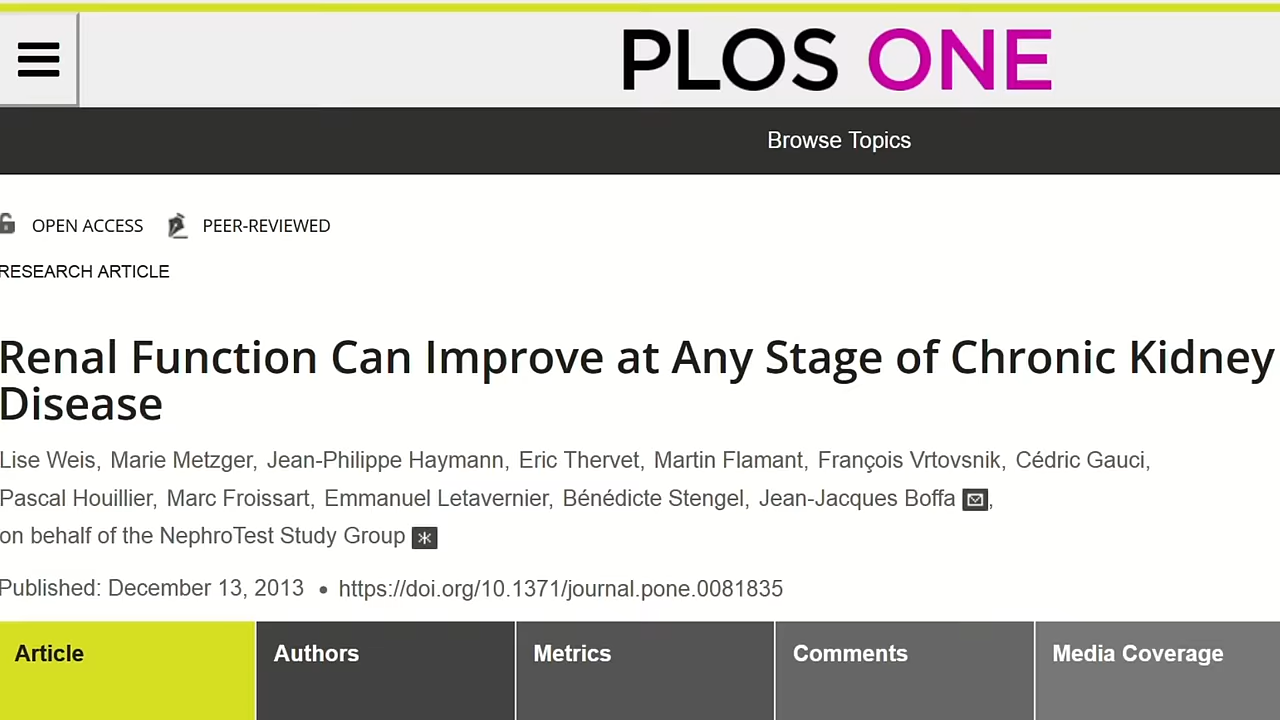 PLOS ONE
Browse Topics
OPEN ACCESS PEER-REVIEWED
RESEARCH ARTICLE
Renal Function Can Improve at Any Stage of Chronic Kidney
Disease
Lise Weis, Marie Metzger, Jean-Philippe Haymann, Eric Thervet, Martin Flamant, François Vrtovsnik, Cédric Gauci,
Pascal Houillier, Marc Froissart, Emmanuel Letavernier, Bénédicte Stengel, Jean-Jacques Boffa ,
on behalf of the NephroTest Study Group
Published: December 13, 2013 • https://doi.org/10.1371/journal.pone.0081835
Article Authors Metrics Comments Media Coverage